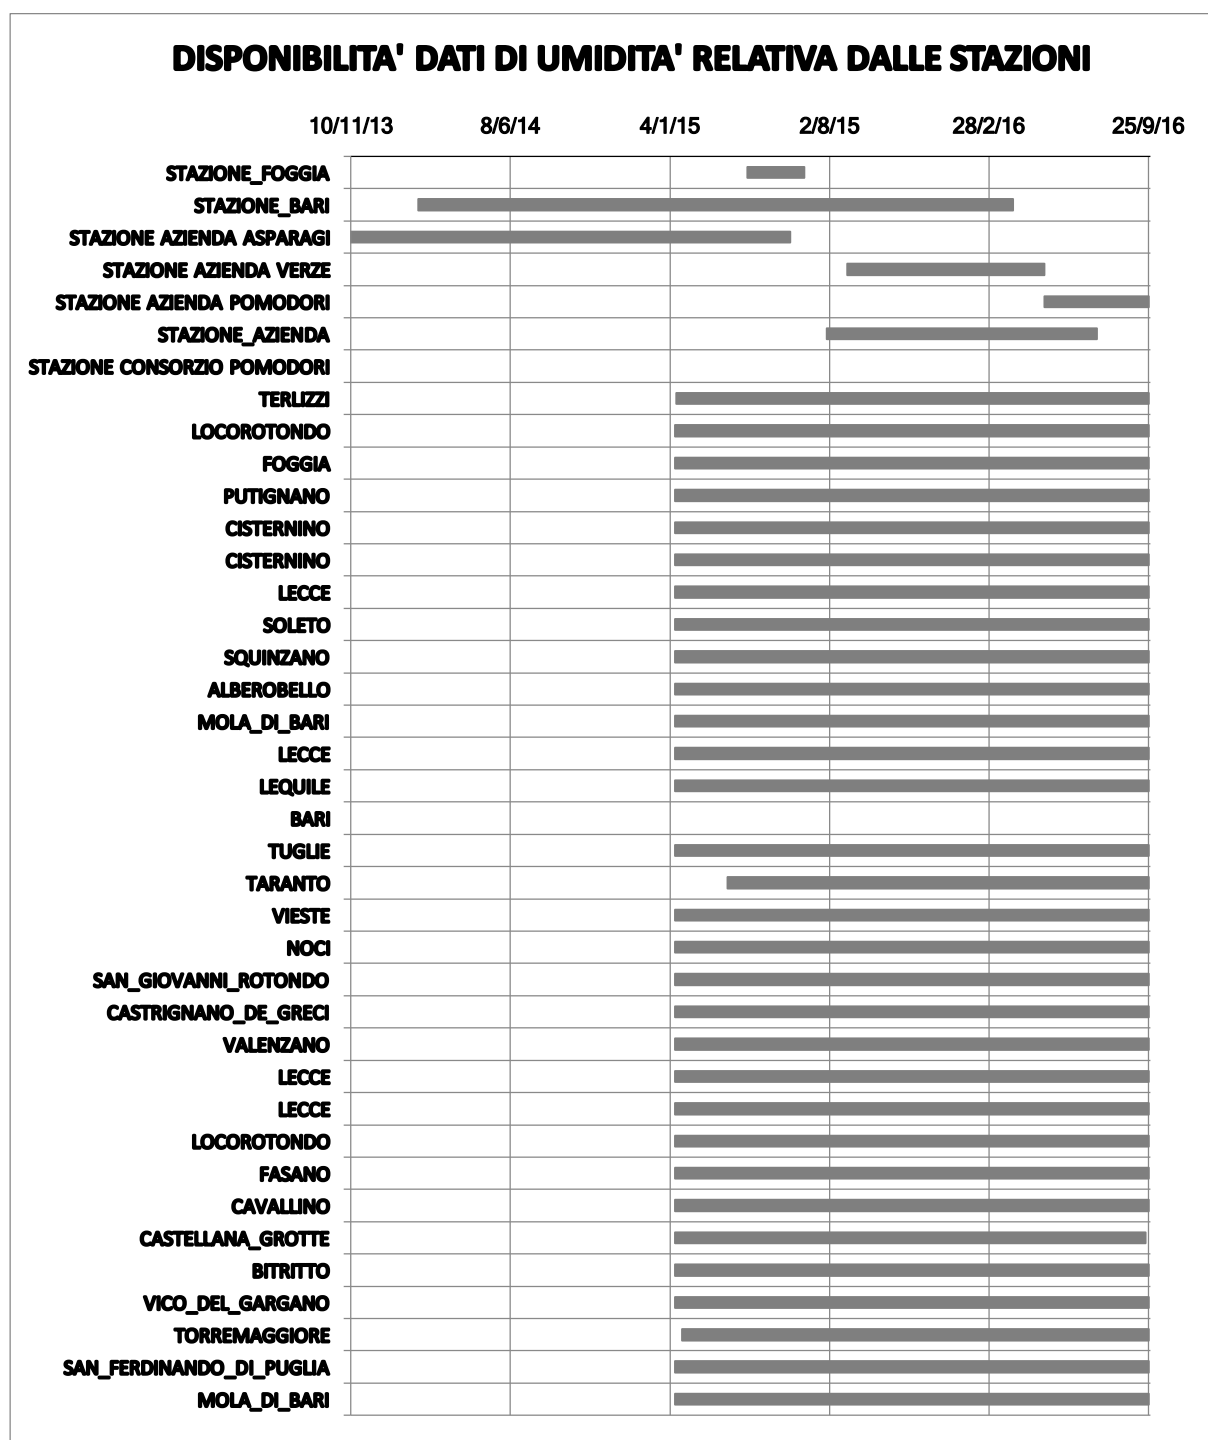 DISPONIBILITA' DATI DI UMIDITA' RELATIVA DALLE STAZIONI
10/11/13 8/6/14 4/1/15 2/8/15 28/2/16 25/9/16
STAZIONE_FOGGIA
STAZIONE_BARI
STAZIONE AZIENDA ASPARAGI
STAZIONE AZIENDA VERZE
STAZIONE AZIENDA POMODORI
STAZIONE_AZIENDA
STAZIONE CONSORZIO POMODORI
TERLIZZI
LOCOROTONDO
FOGGIA
PUTIGNANO
CISTERNINO
CISTERNINO
LECCE
SOLETO
SQUINZANO
ALBEROBELLO
MOLA_DI_BARI
LECCE
LEQUILE
BARI
TUGLIE
TARANTO
VIESTE
NOCI
SAN_GIOVANNI_ROTONDO
CASTRIGNANO_DE_GRECI
VALENZANO
LECCE
LECCE
LOCOROTONDO
FASANO
CAVALLINO
CASTELLANA_GROTTE
BITRITTO
VICO_DEL_GARGANO
TORREMAGGIORE
SAN_FERDINANDO_DI_PUGLIA
MOLA_DI_BARI